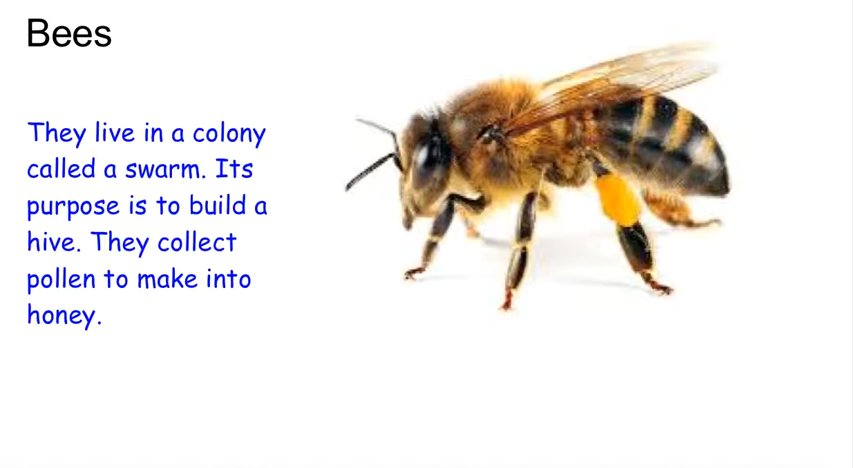 Bees
They live in a colony
called a swarm. Its
purpose is to build a
hive. They collect
pollen to make into
honey.